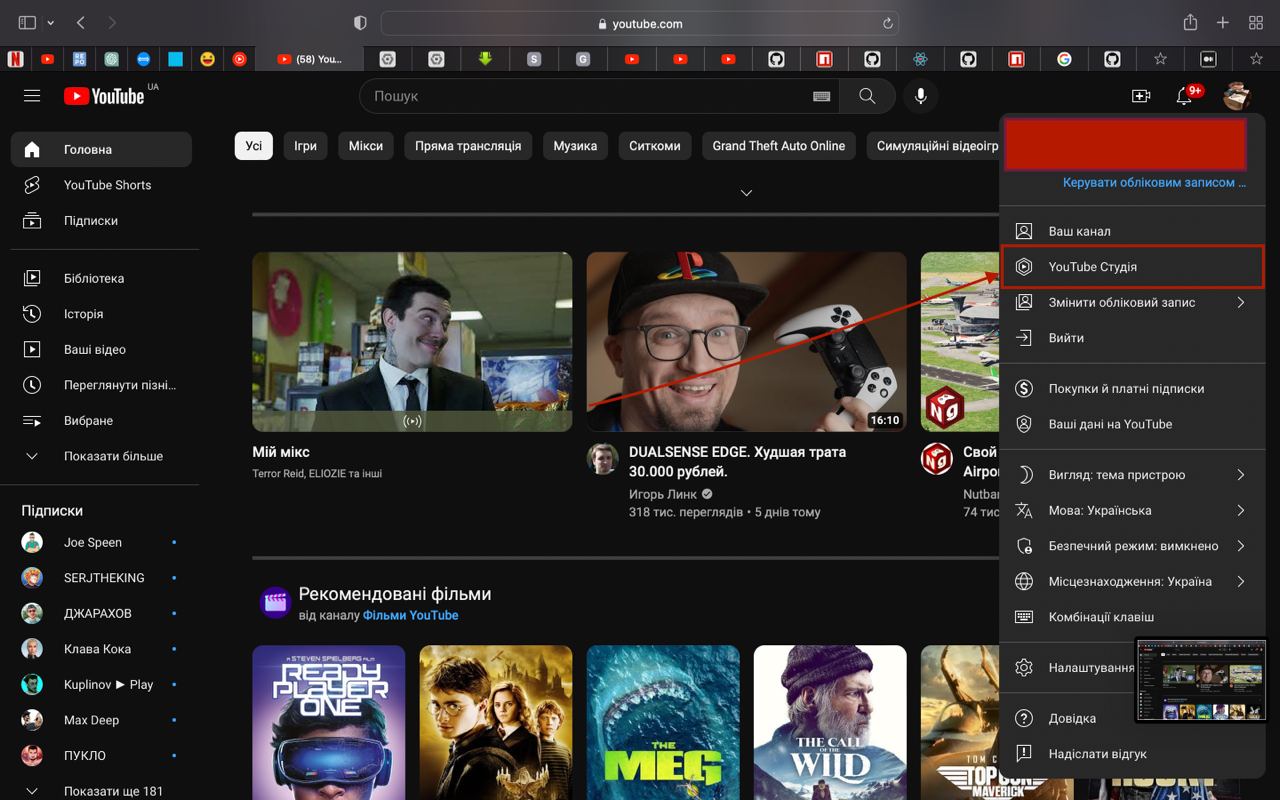 youtube.com
(58) You...
YouTube UA
Пошук
9+
Головна
YouTube Shorts
Підписки
Бібліотека
Історія
Ваші відео
Переглянути пізні...
Вибране
Показати більше
Підписки
Joe Speen
SERJTHEKING
ДЖАРАХОВ
Клава Кока
Kuplinov ► Play
Max Deep
ПУКЛО
Показати ще 181
Усі
Ігри
Мікси
Пряма трансляція
Музика
Ситкоми
Grand Theft Auto Online
Симуляційні відеоігр
16:10
Мій мікс
Terror Reid, ELIOZIE та інші
DUALSENSE EDGE. Худшая трата
30.000 рублей.
Игорь Линк
318 тис. переглядів • 5 днів тому
Ng
Свой
Airpor
Nutbar
74 тис
Рекомендовані фільми
від каналу Фільми YouTube
A STEVEN SPIELBERG FILM
READY
PLAYER
ONE
THE
MEG
THE CALL
OF THE
WILD
TOM C
TOP GUN
MAVERICK
Керувати обліковим записом ...
Ваш канал
YouTube Студія
Змінити обліковий запис
Вийти
Покупки й платні підписки
Ваші дані на YouTube
Вигляд: тема пристрою
Мова: Українська
Безпечний режим: вимкнено
Місцезнаходження: Україна
Комбінації клавіш
Налаштування
Довідка
Надіслати відгук